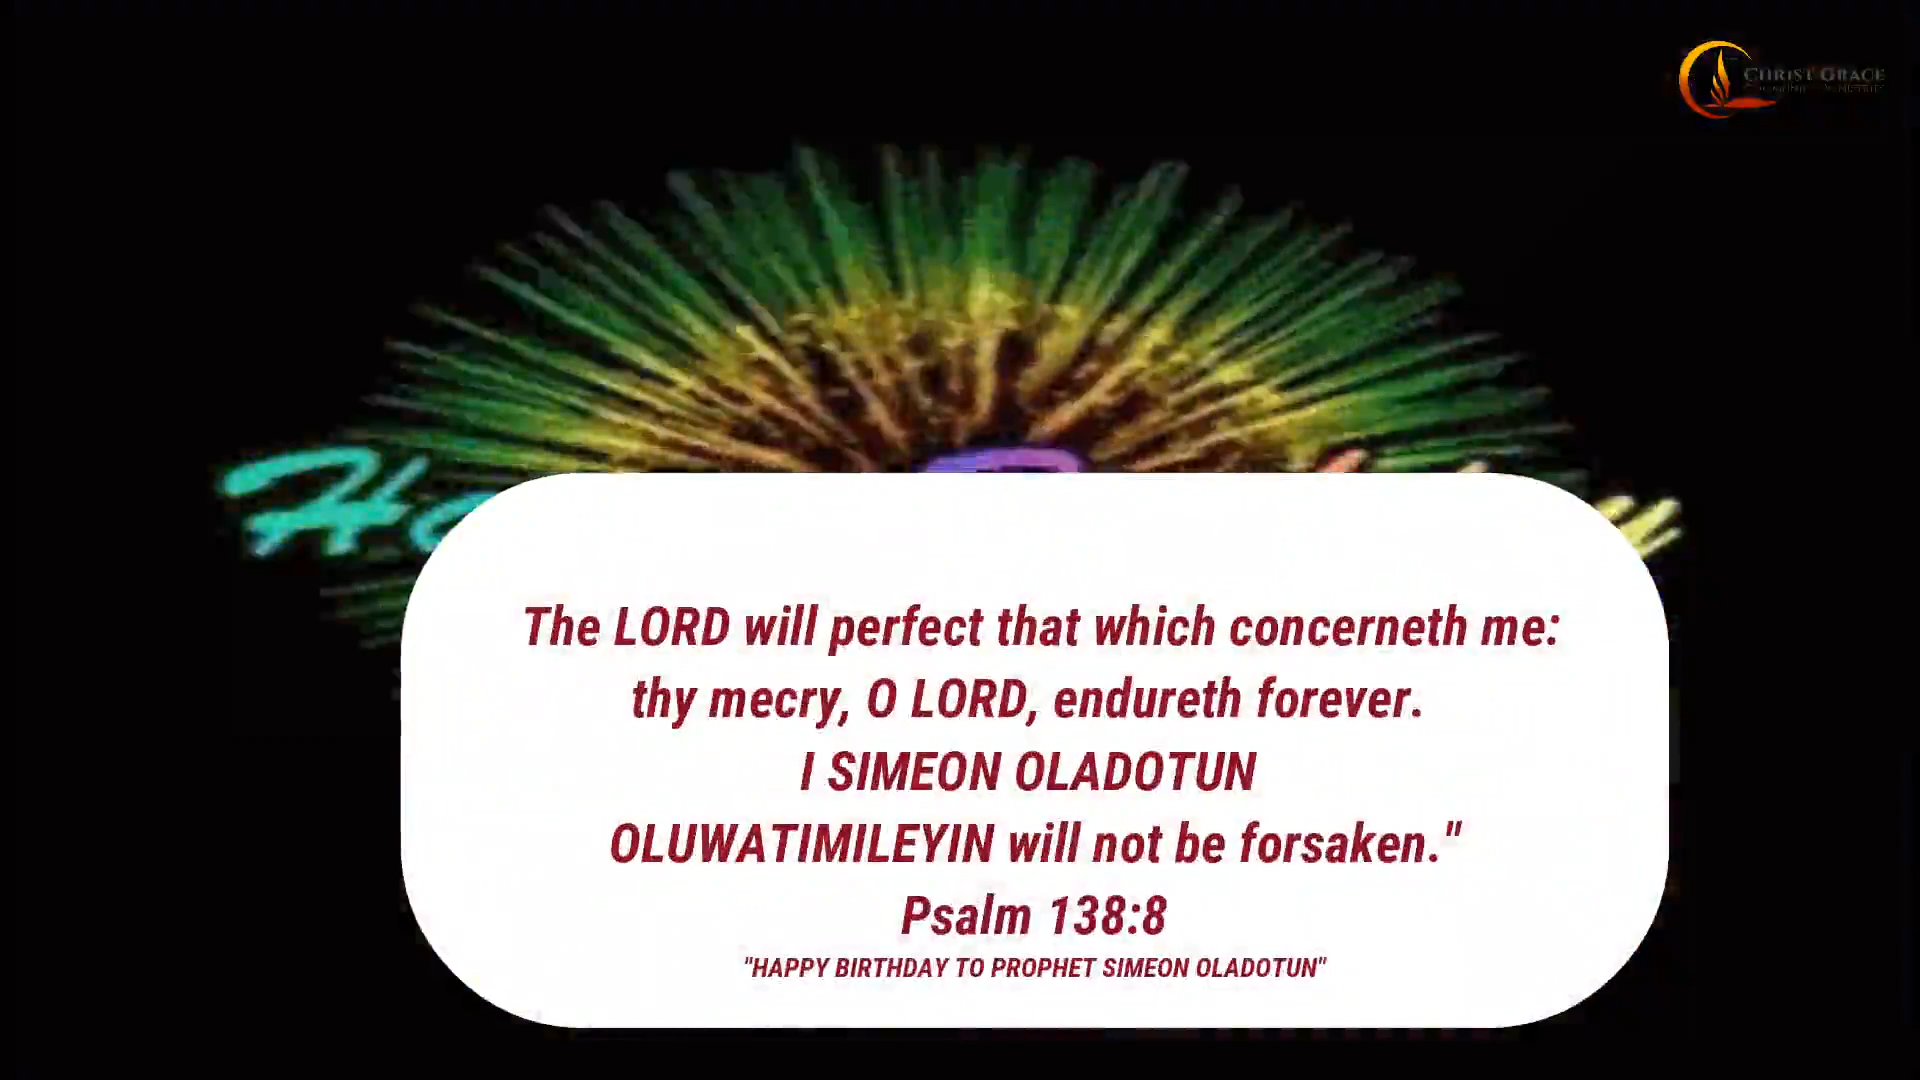 CHRIST GRACE
The LORD will perfect that which concerneth me:
thy mecry, O LORD, endureth forever.
I SIMEON OLADOTUN
OLUWATIMILEYIN will not be forsaken."
Psalm 138:8
"HAPPY BIRTHDAY TO PROPHET SIMEON OLADOTUN"